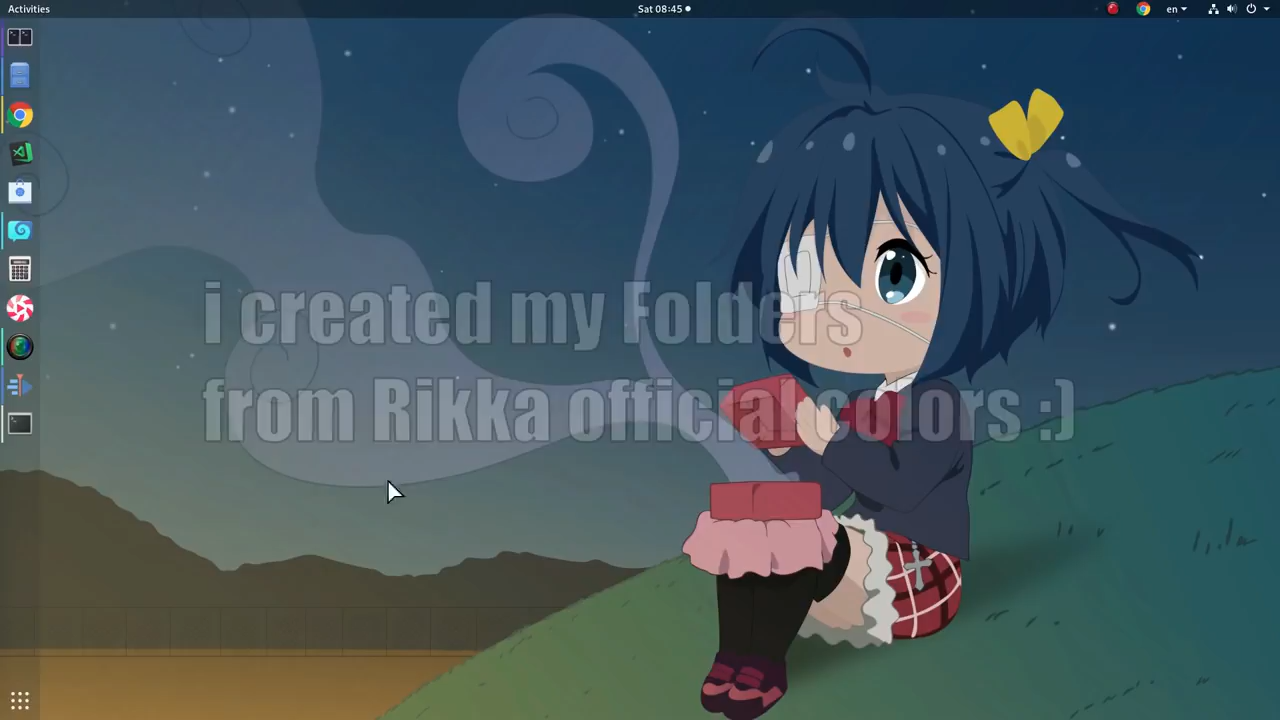 Activities
Sat 08:45
en
i created my Folders
from Rikka official colors :)